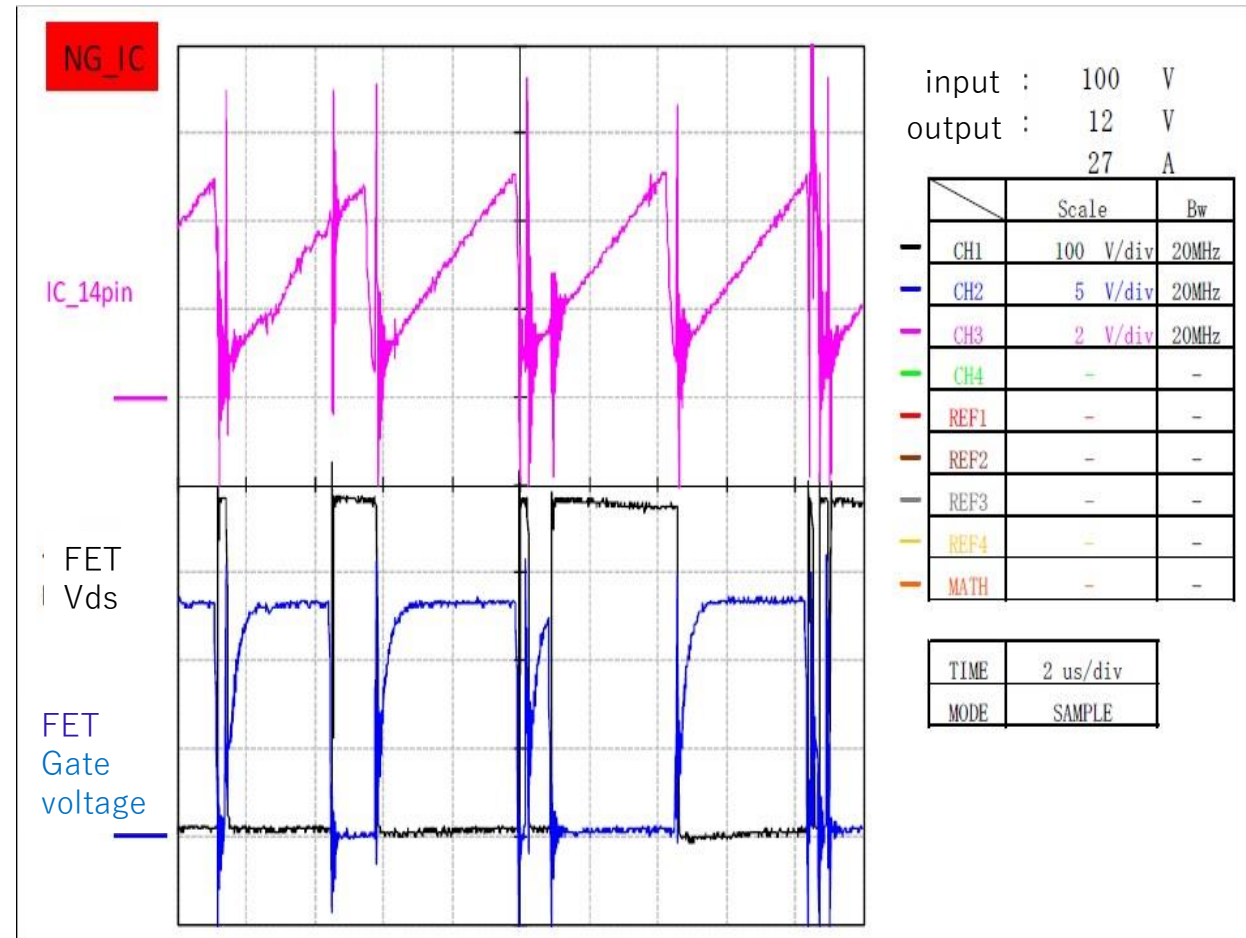 NG_IC
input : 100 V
output : 12 V
27 A
Scale Bw
CH1 100 V/div 20MHz
CH2 5 V/div 20MHz
CH3 2 V/div 20MHz
CH4 - -
REF1 - -
REF2 - -
REF3 - -
REF4 - -
MATH - -
TIME 2 us/div
MODE SAMPLE
IC_14pin
FET
Vds
FET
Gate
voltage